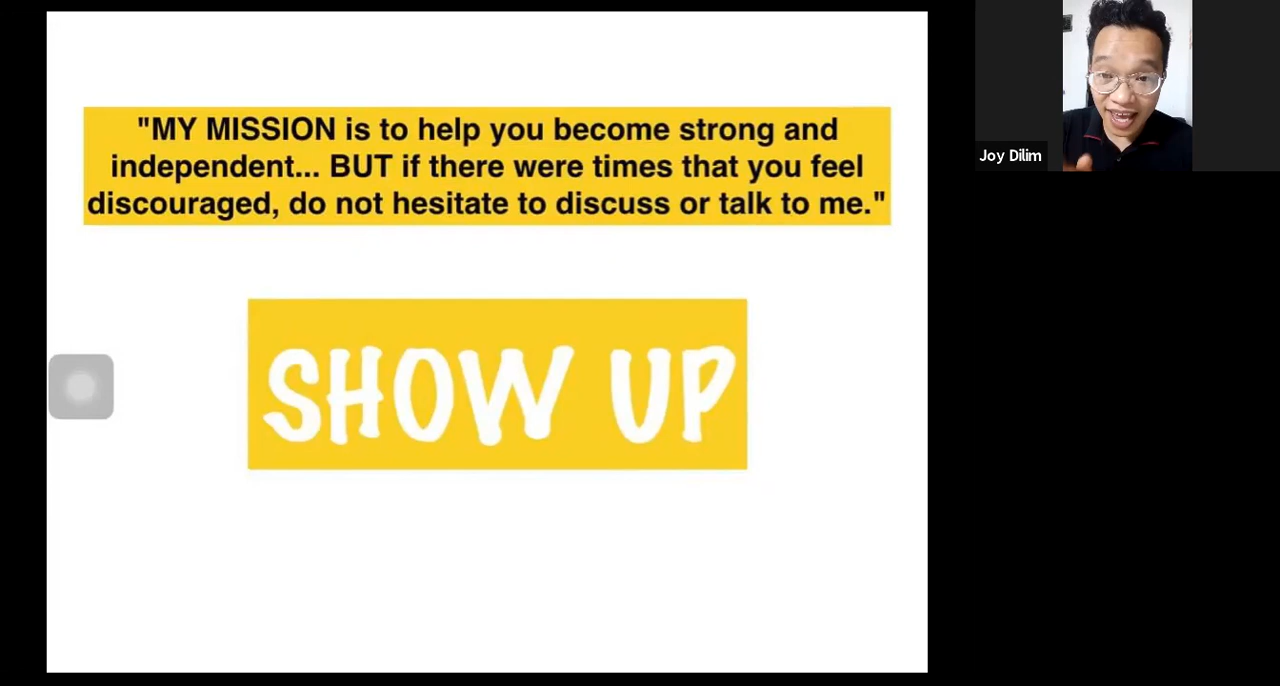 "MY MISSION is to help you become strong and
independent... BUT if there were times that you feel
discouraged, do not hesitate to discuss or talk to me."
SHOW UP
Joy Dilim